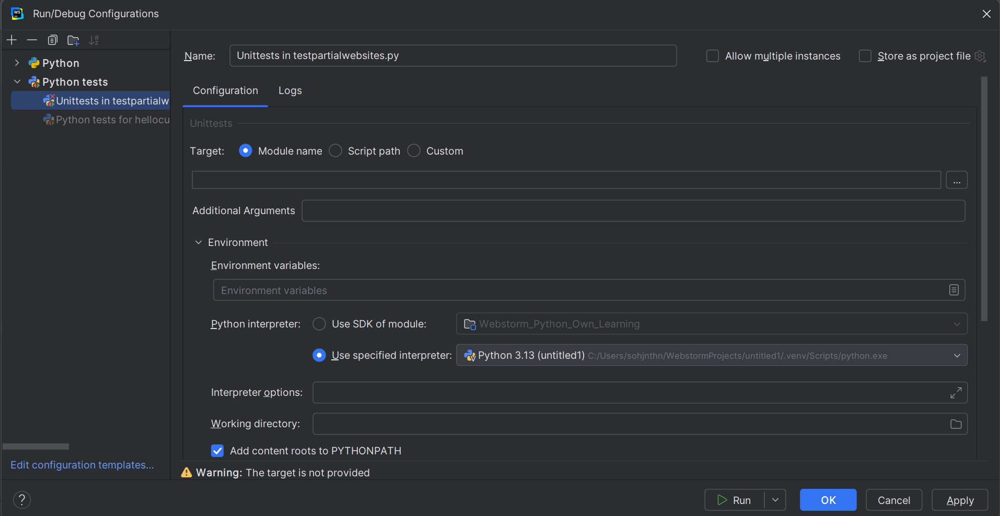 WS
Run/Debug Configurations
Python
Python tests
Unittests in testpartialw
Python tests for hellocu
Edit configuration templates...
Name: Unittests in testpartialwebsites.py
Allow multiple instances
Store as project file
Configuration Logs
Unittests
Target: Module name Script path Custom
...
Additional Arguments
Environment
Environment variables:
Environment variables
Python interpreter: Use SDK of module: Webstorm_Python_Own_Learning
Use specified interpreter: Python 3.13 (untitled1) C:/Users/sohjnthn/WebstormProjects/untitled1/.venv/Scripts/python.exe
Interpreter options:
Working directory:
Add content roots to PYTHONPATH
Warning: The target is not provided
? Run OK Cancel Apply